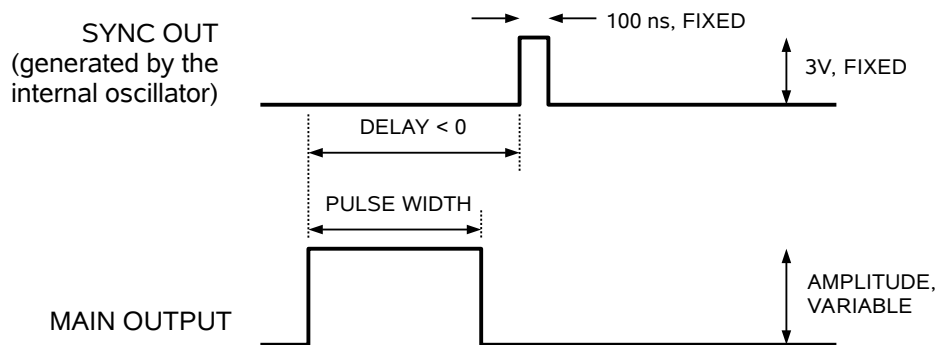 SYNC OUT
(generated by the
internal oscillator)
100 ns, FIXED
3V, FIXED
DELAY < 0
PULSE WIDTH
MAIN OUTPUT
AMPLITUDE,
VARIABLE